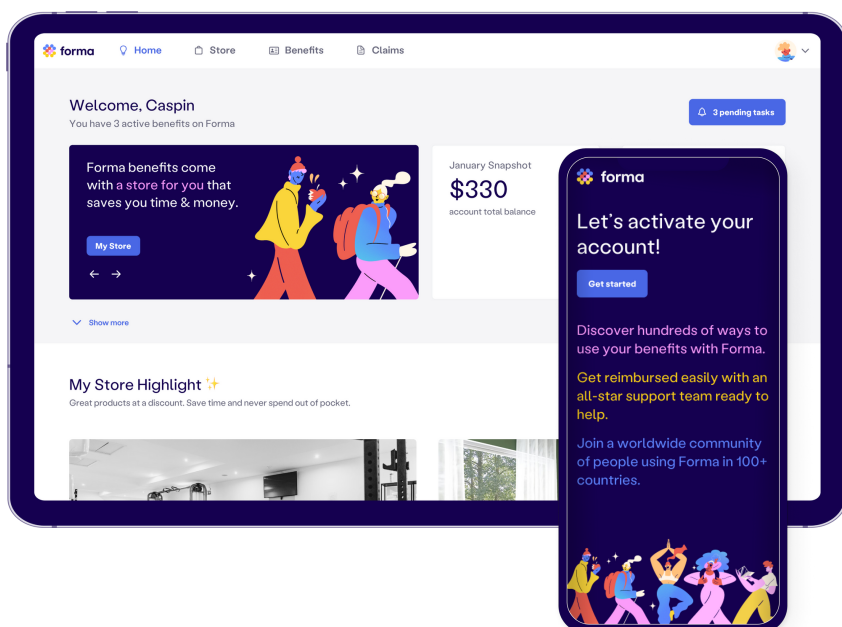 forma
Home
Store
Benefits
Claims
Welcome, Caspin
You have 3 active benefits on Forma
3 pending tasks
Forma benefits come
with a store for you that
saves you time & money.
My Store
January Snapshot
$330
account total balance
Show more
My Store Highlight ✨
Great products at a discount. Save time and never spend out of pocket.
forma
Let's activate your
account!
Get started
Discover hundreds of ways to
use your benefits with Forma.
Get reimbursed easily with an
all-star support team ready to
help.
Join a worldwide community
of people using Forma in 100+
countries.